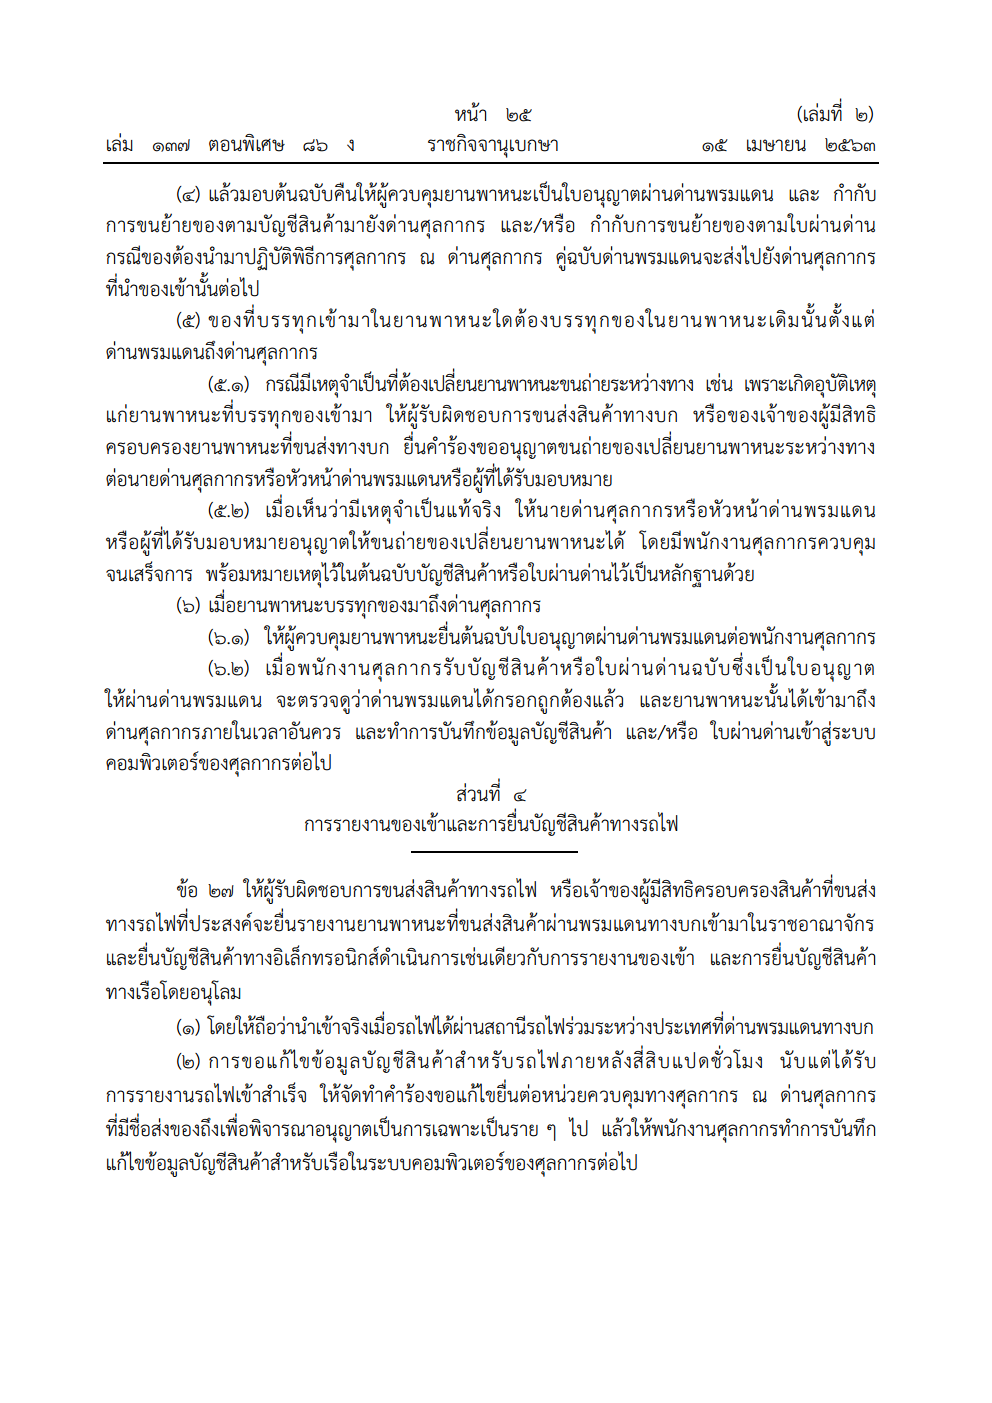 หน้า ๒๕ (เล่มที่ ๒)
เล่ม ๑๓๗ ตอนพิเศษ ๘๖ ง ราชกิจจานุเบกษา ๑๕ เมษายน ๒๕๖๓
(๔) แล้วมอบต้นฉบับคืนให้ผู้ควบคุมยานพาหนะเป็นใบอนุญาตผ่านด่านพรมแดน และ กำกับ
การขนย้ายของตามบัญชีสินค้ามายังด่านศุลกากร และ/หรือ กำกับการขนย้ายของตามใบผ่านด่าน
กรณีของต้องนำมาปฏิบัติพิธีการศุลกากร ณ ด่านศุลกากร คู่ฉบับด่านพรมแดนจะส่งไปยังด่านศุลกากร
ที่นำของเข้านั้นต่อไป
(๕) ของที่บรรทุกเข้ามาในยานพาหนะใดต้องบรรทุกของในยานพาหนะเดิมนั้นตั้งแต่
ด่านพรมแดนถึงด่านศุลกากร
(๕.๑) กรณีมีเหตุจำเป็นที่ต้องเปลี่ยนยานพาหนะขนถ่ายระหว่างทาง เช่น เพราะเกิดอุบัติเหตุ
แก่ยานพาหนะที่บรรทุกของเข้ามา ให้ผู้รับผิดชอบการขนส่งสินค้าทางบก หรือของเจ้าของผู้มีสิทธิ
ครอบครองยานพาหนะที่ขนส่งทางบก ยื่นคำร้องขออนุญาตขนถ่ายของเปลี่ยนยานพาหนะระหว่างทาง
ต่อนายด่านศุลกากรหรือหัวหน้าด่านพรมแดนหรือผู้ที่ได้รับมอบหมาย
(๕.๒) เมื่อเห็นว่ามีเหตุจำเป็นแท้จริง ให้นายด่านศุลกากรหรือหัวหน้าด่านพรมแดน
หรือผู้ที่ได้รับมอบหมายอนุญาตให้ขนถ่ายของเปลี่ยนยานพาหนะได้ โดยมีพนักงานศุลกากรควบคุม
จนเสร็จการ พร้อมหมายเหตุไว้ในต้นฉบับบัญชีสินค้าหรือใบผ่านด่านไว้เป็นหลักฐานด้วย
(๖) เมื่อยานพาหนะบรรทุกของมาถึงด่านศุลกากร
(๖.๑) ให้ผู้ควบคุมยานพาหนะยื่นต้นฉบับใบอนุญาตผ่านด่านพรมแดนต่อพนักงานศุลกากร
(๖.๒) เมื่อพนักงานศุลกากรรับบัญชีสินค้าหรือใบผ่านด่านฉบับซึ่งเป็นใบอนุญาต
ให้ผ่านด่านพรมแดน จะตรวจดูว่าด่านพรมแดนได้กรอกถูกต้องแล้ว และยานพาหนะนั้นได้เข้ามาถึง
ด่านศุลกากรภายในเวลาอันควร และทำการบันทึกข้อมูลบัญชีสินค้า และ/หรือ ใบผ่านด่านเข้าสู่ระบบ
คอมพิวเตอร์ของศุลกากรต่อไป
ส่วนที่ ๔
การรายงานของเข้าและการยื่นบัญชีสินค้าทางรถไฟ
ข้อ ๒๗ ให้ผู้รับผิดชอบการขนส่งสินค้าทางรถไฟ หรือเจ้าของผู้มีสิทธิครอบครองสินค้าที่ขนส่ง
ทางรถไฟที่ประสงค์จะยื่นรายงานยานพาหนะที่ขนส่งสินค้าผ่านพรมแดนทางบกเข้ามาในราชอาณาจักร
และยื่นบัญชีสินค้าทางอิเล็กทรอนิกส์ดำเนินการเช่นเดียวกับการรายงานของเข้า และการยื่นบัญชีสินค้า
ทางเรือโดยอนุโลม
(๑) โดยให้ถือว่านำเข้าจริงเมื่อรถไฟได้ผ่านสถานีรถไฟร่วมระหว่างประเทศที่ด่านพรมแดนทางบก
(๒) การขอแก้ไขข้อมูลบัญชีสินค้าสำหรับรถไฟภายหลังสี่สิบแปดชั่วโมง นับแต่ได้รับ
การรายงานรถไฟเข้าสำเร็จ ให้จัดทำคำร้องขอแก้ไขยื่นต่อหน่วยควบคุมทางศุลกากร ณ ด่านศุลกากร
ที่มีชื่อส่งของถึงเพื่อพิจารณาอนุญาตเป็นการเฉพาะเป็นราย ๆ ไป แล้วให้พนักงานศุลกากรทำการบันทึก
แก้ไขข้อมูลบัญชีสินค้าสำหรับเรือในระบบคอมพิวเตอร์ของศุลกากรต่อไป